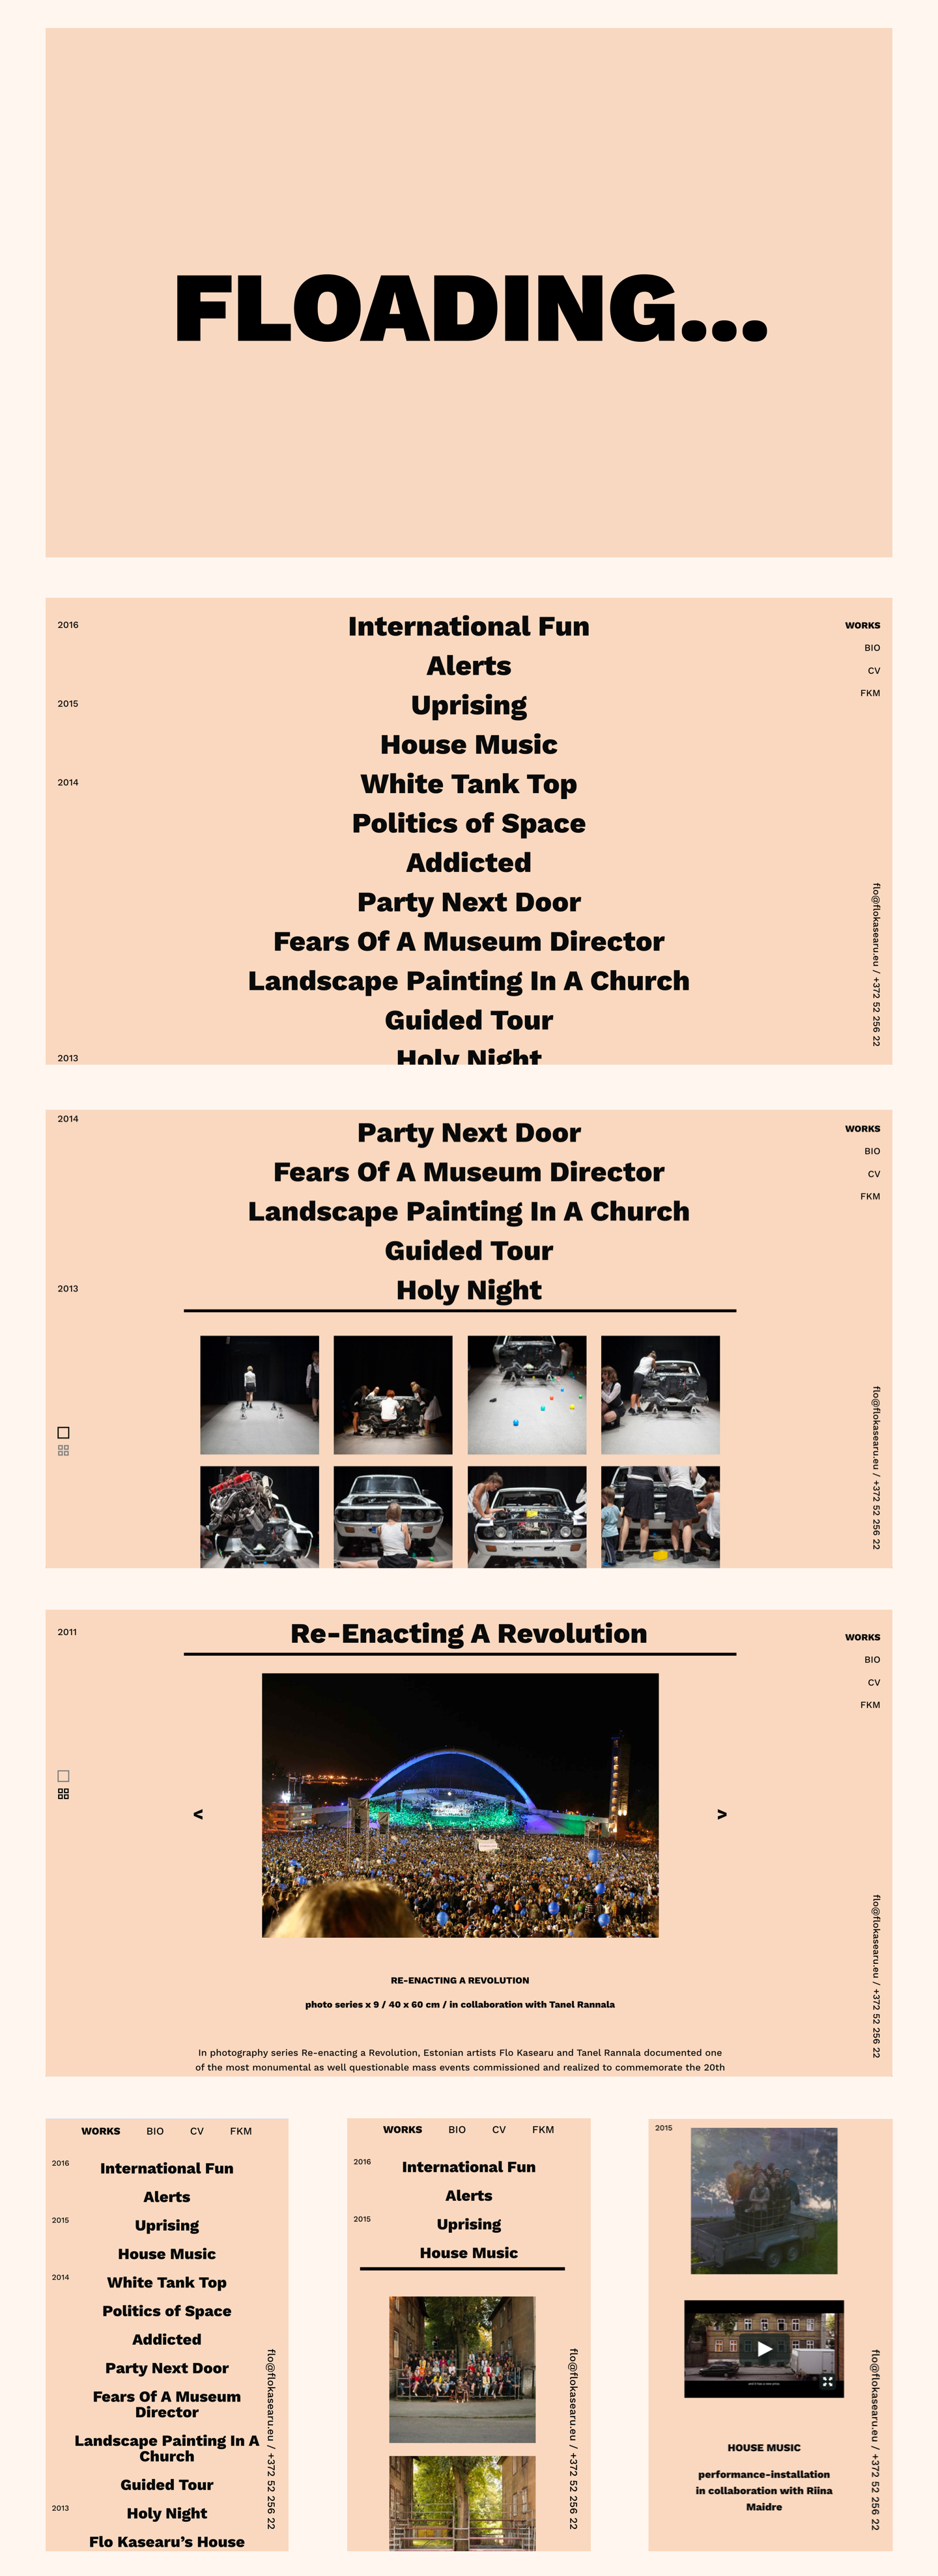 FLOADING...
2016
International Fun
WORKS
Alerts
BIO
CV
2015
Uprising
FKM
House Music
2014
White Tank Top
Politics of Space
Addicted
Party Next Door
Fears Of A Museum Director
Landscape Painting In A Church
Guided Tour
2013
Holy Night
flo@flokasearu.eu / +372 52 256 22
2014
Party Next Door
WORKS
BIO
Fears Of A Museum Director
CV
FKM
Landscape Painting In A Church
Guided Tour
2013
Holy Night
flo@flokasearu.eu / +372 52 256 22
2011
Re-Enacting A Revolution
WORKS
BIO
CV
FKM
<
>
RE-ENACTING A REVOLUTION
photo series x 9 / 40 x 60 cm / in collaboration with Tanel Rannala
In photography series Re-enacting a Revolution, Estonian artists Flo Kasearu and Tanel Rannala documented one
of the most monumental as well questionable mass events commissioned and realized to commemorate the 20th
flo@flokasearu.eu / +372 52 256 22
WORKS BIO CV FKM
2016
International Fun
Alerts
2015
Uprising
House Music
2014
White Tank Top
Politics of Space
Addicted
Party Next Door
Fears Of A Museum
Director
Landscape Painting In A
Church
Guided Tour
2013
Holy Night
Flo Kasearu’s House
flo@flokasearu.eu / +372 52 256 22
WORKS BIO CV FKM
2016
International Fun
Alerts
2015
Uprising
House Music
flo@flokasearu.eu / +372 52 256 22
2015
HOUSE MUSIC
performance-installation
in collaboration with Riina
Maidre
flo@flokasearu.eu / +372 52 256 22